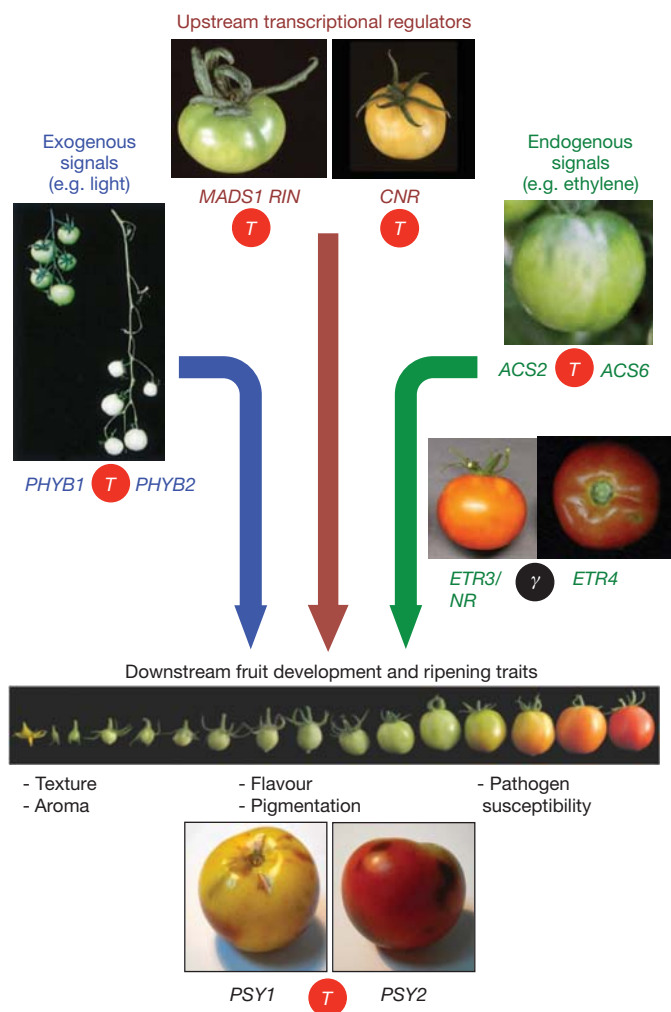 Upstream transcriptional regulators
Exogenous
signals
(e.g. light)
Endogenous
signals
(e.g. ethylene)
MADS1 RIN
CNR
T
T
ACS2 T ACS6
PHYB1 T PHYB2
ETR3/
NR
γ
ETR4
Downstream fruit development and ripening traits
- Texture
- Aroma
- Flavour
- Pigmentation
- Pathogen
susceptibility
PSY1 T PSY2